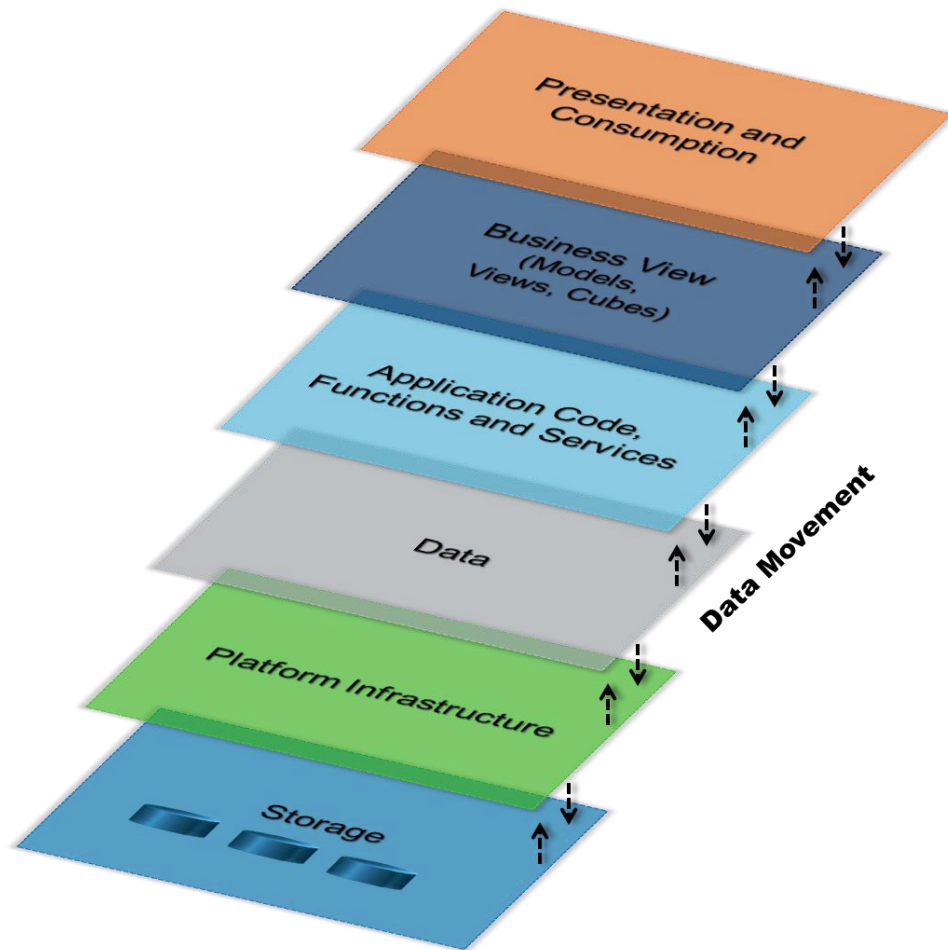 Presentation and
Consumption
Business View
(Models,
Views, Cubes)
Application Code,
Functions and Services
Data
Data Movement
Platform Infrastructure
Storage